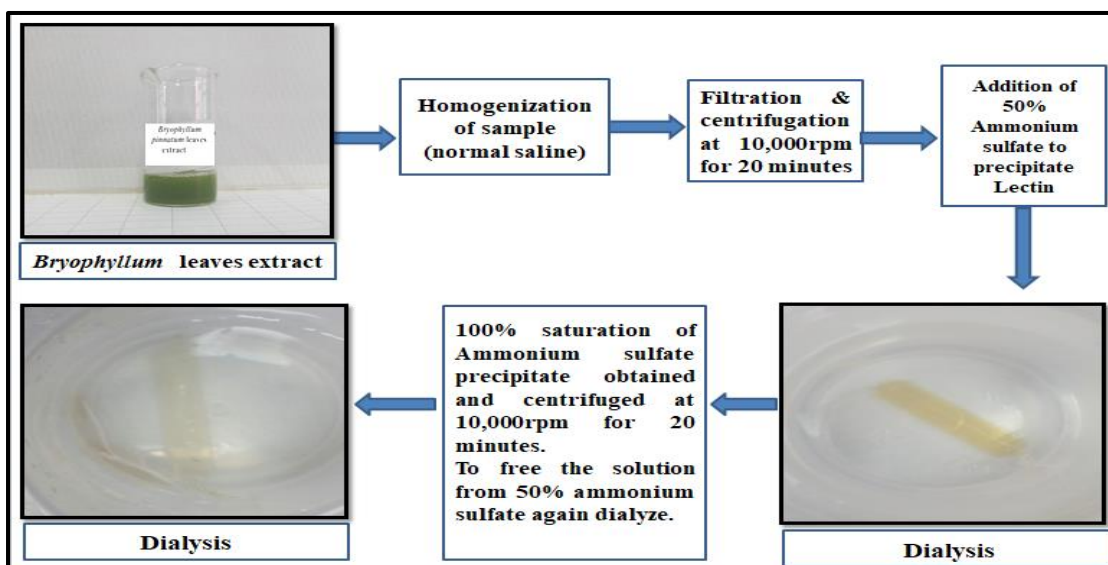 Bryophyllum
pinnatum leaves
extract
Bryophyllum leaves extract
Homogenization
of sample
(normal saline)
Filtration &
centrifugation
at 10,000rpm
for 20 minutes
Addition of
50%
Ammonium
sulfate to
precipitate
Lectin
Dialysis
100% saturation of
Ammonium sulfate
precipitate obtained
and centrifuged at
10,000rpm for 20
minutes.
To free the solution
from 50% ammonium
sulfate again dialyze.
Dialysis